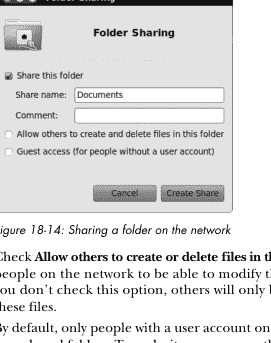 Folder Sharing
Folder Sharing
Share this folder
Share name: Documents
Comment:
Allow others to create and delete files in this folder
Guest access (for people without a user account)
Cancel Create Share
igure 18-14: Sharing a folder on the network
Check Allow others to create or delete files in th
people on the network to be able to modify th
ou don't check this option, others will only b
hese files.
By default, only people with a user account on